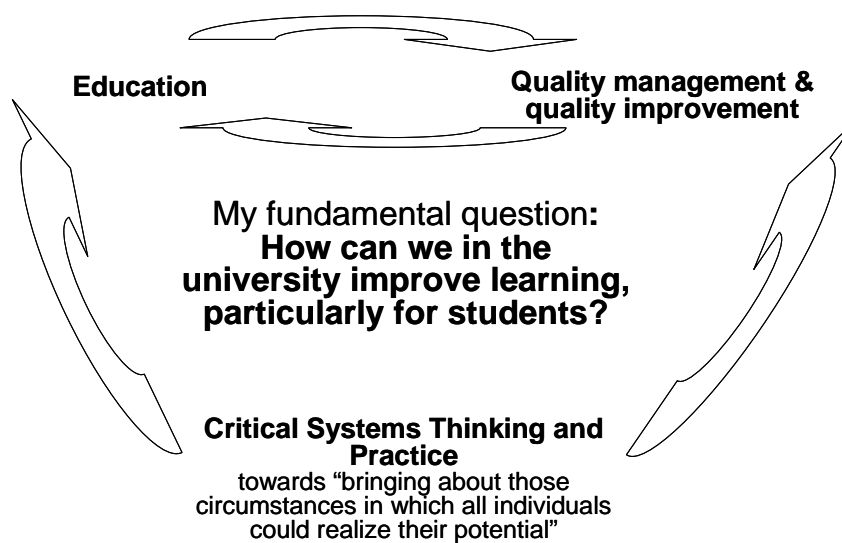 Education
Quality management &
quality improvement
My fundamental question:
How can we in the
university improve learning,
particularly for students?
Critical Systems Thinking and
Practice
towards “bringing about those
circumstances in which all individuals
could realize their potential”